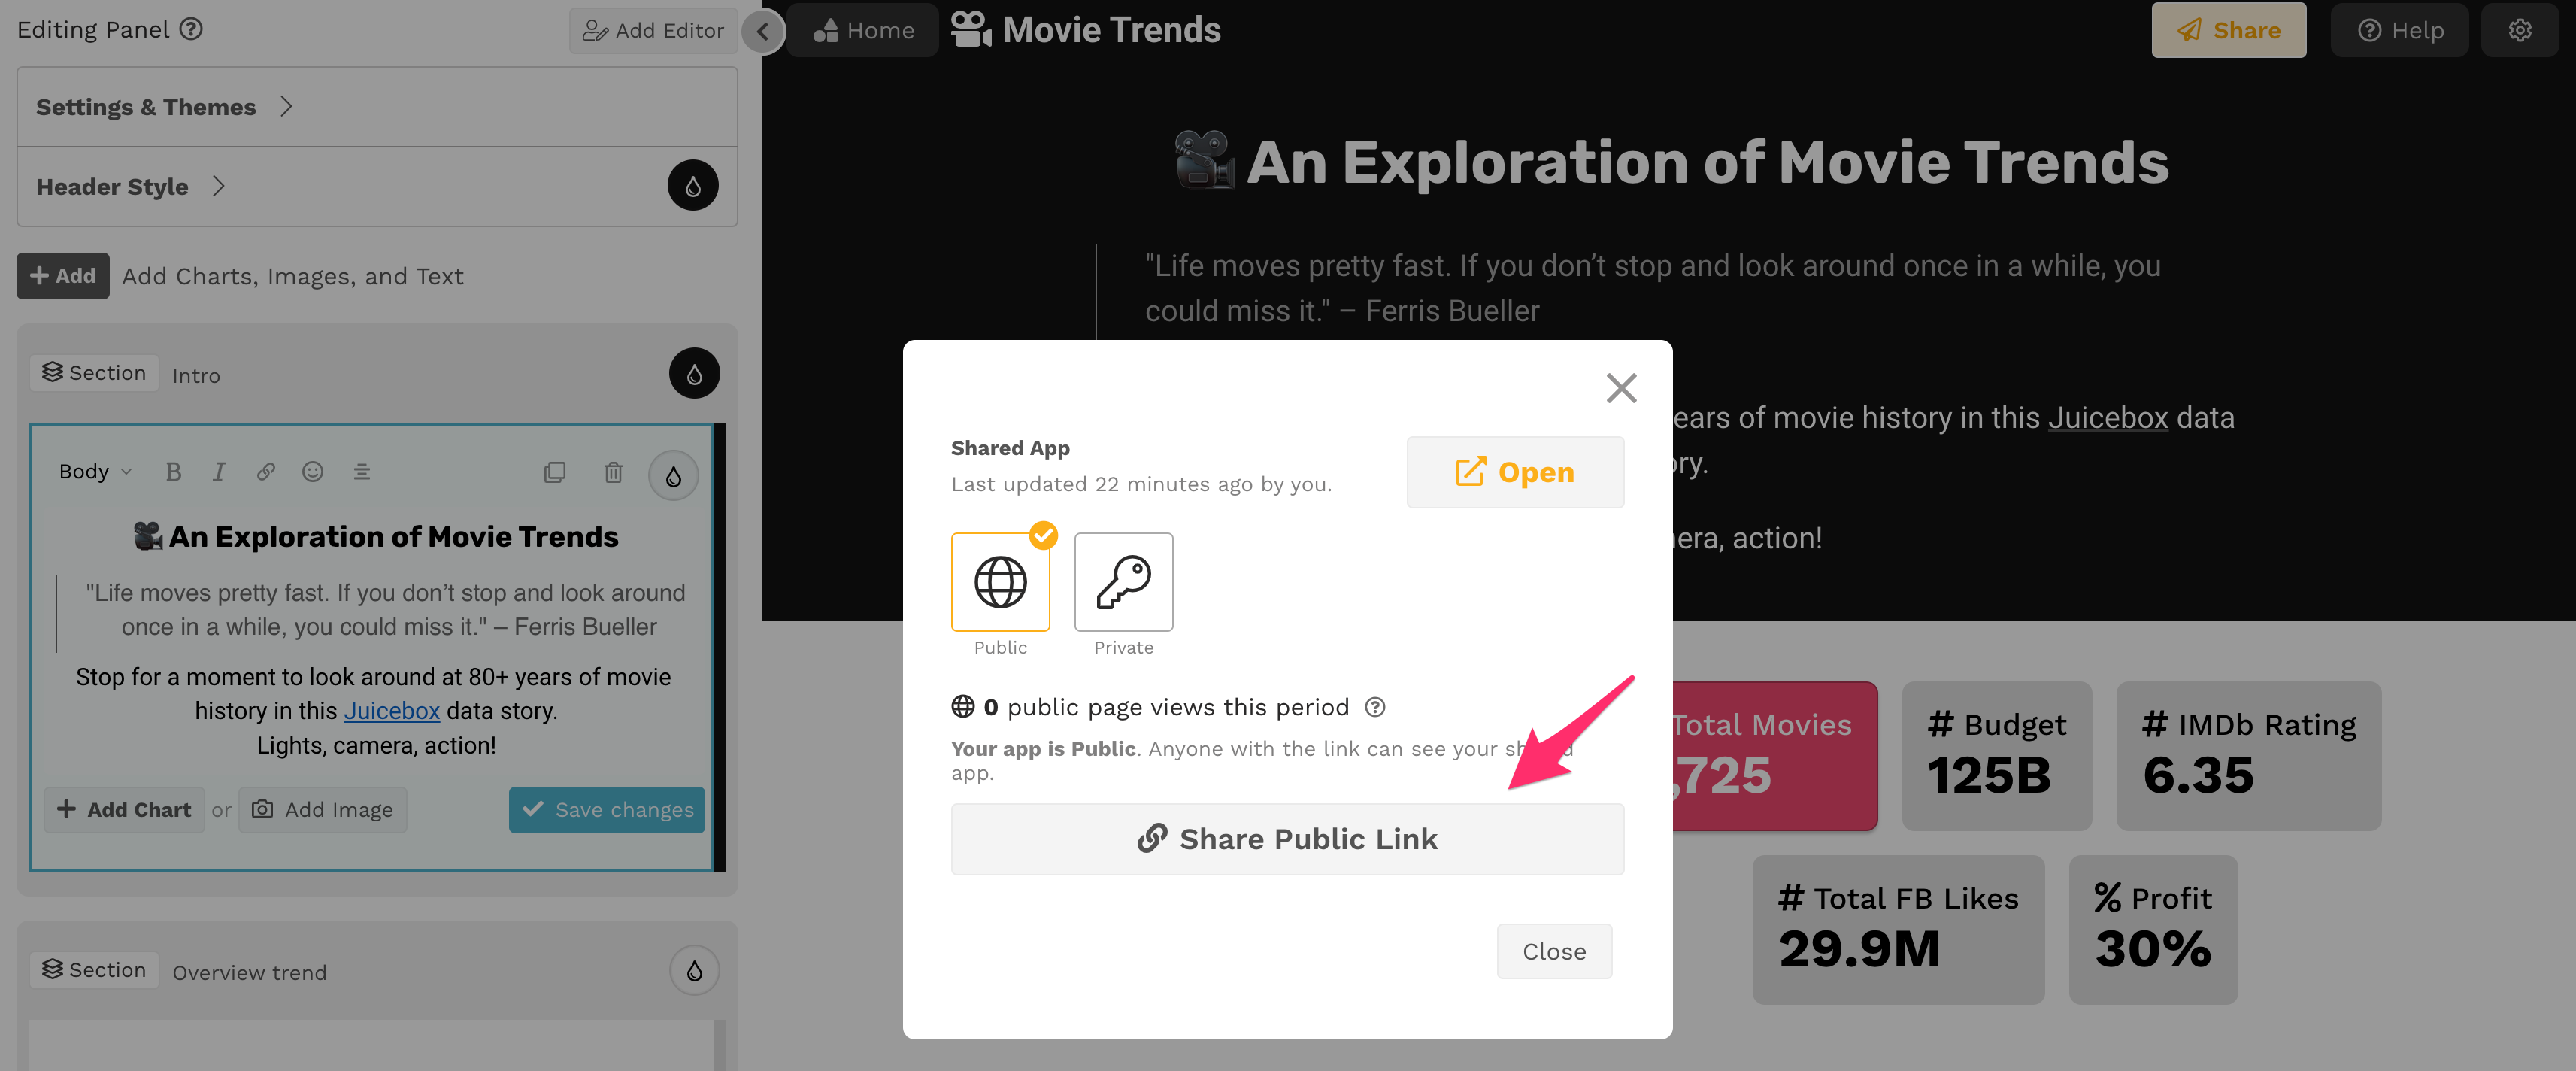 Editing Panel
Add Editor
Settings & Themes
Header Style
+ Add
Add Charts, Images, and Text
Section
Intro
Body
B
I
An Exploration of Movie Trends
"Life moves pretty fast. If you don’t stop and look around
once in a while, you could miss it." – Ferris Bueller
Stop for a moment to look around at 80+ years of movie
history in this Juicebox data story.
Lights, camera, action!
+ Add Chart
or
Add Image
Save changes
Section
Overview trend
Home
Movie Trends
Share
Help
An Exploration of Movie Trends
"Life moves pretty fast. If you don’t stop and look around once in a while, you
could miss it." – Ferris Bueller
of movie history in this Juicebox data
action!
Shared App
Last updated 22 minutes ago by you.
Open
Public
Private
0 public page views this period
Your app is Public. Anyone with the link can see your
app.
Share Public Link
Close
Total Movies
# Budget
125B
# IMDb Rating
6.35
# Total FB Likes
29.9M
% Profit
30%